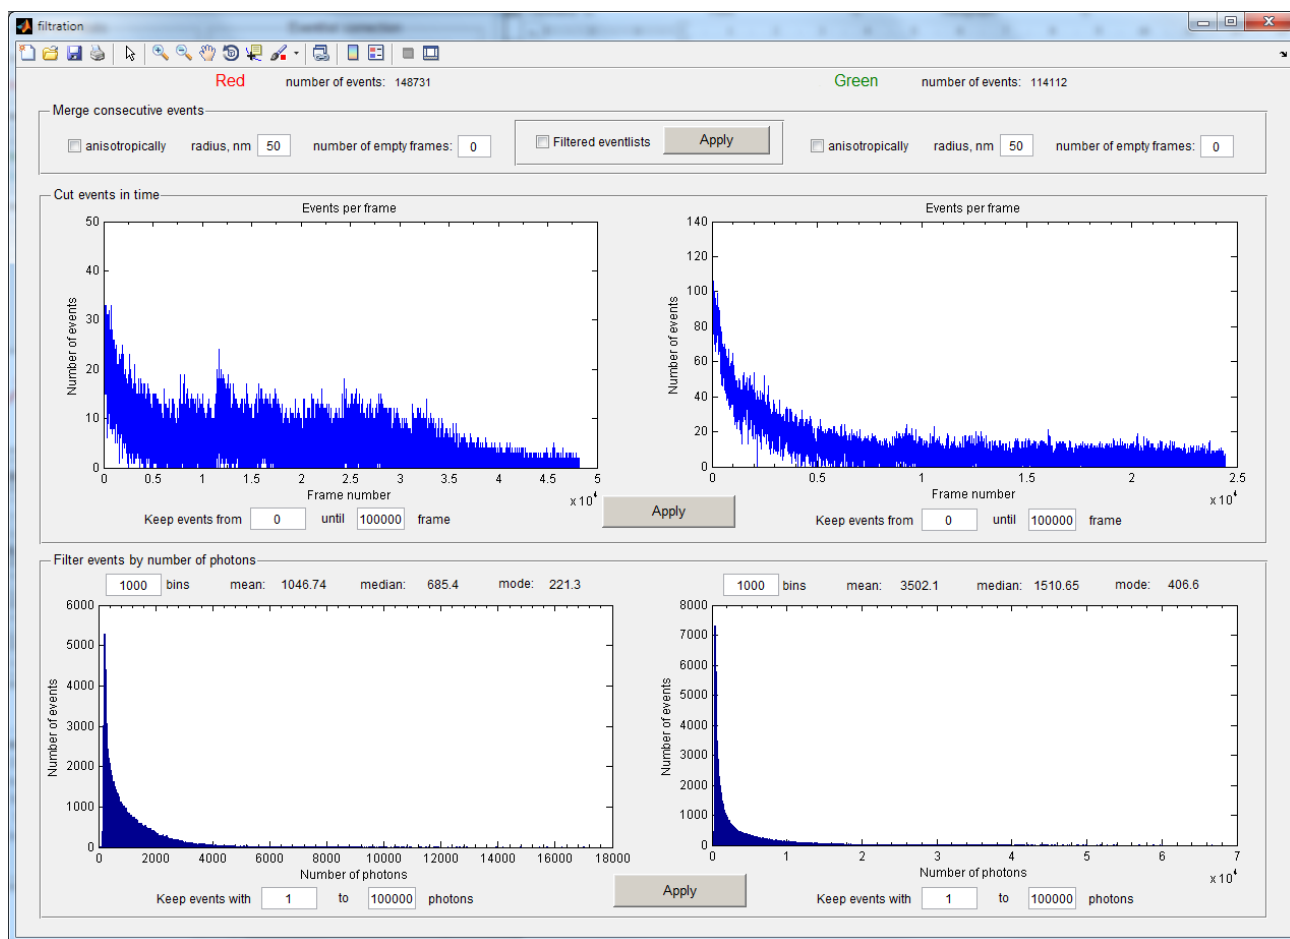 filtration
Red number of events: 148731 Green number of events: 114112
Merge consecutive events
anisotropically radius, nm 50 number of empty frames: 0 Filtered eventlists Apply anisotropically radius, nm 50 number of empty frames: 0
Cut events in time
Events per frame
50
40
30
20
10
0
Number of events
0 0.5 1 1.5 2 2.5 3 3.5 4 4.5 5
x 10^4
Frame number
Keep events from 0 until 100000 frame
Apply
Events per frame
140
120
100
80
60
40
20
0
Number of events
0 0.5 1 1.5 2 2.5
x 10^4
Frame number
Keep events from 0 until 100000 frame
Filter events by number of photons
1000 bins mean: 1046.74 median: 685.4 mode: 221.3
6000
5000
4000
3000
2000
1000
0
Number of events
0 2000 4000 6000 8000 10000 12000 14000 16000 18000
Number of photons
Keep events with 1 to 100000 photons
Apply
1000 bins mean: 3502.1 median: 1510.65 mode: 406.6
8000
7000
6000
5000
4000
3000
2000
1000
0
Number of events
0 1 2 3 4 5 6 7
x 10^4
Number of photons
Keep events with 1 to 100000 photons